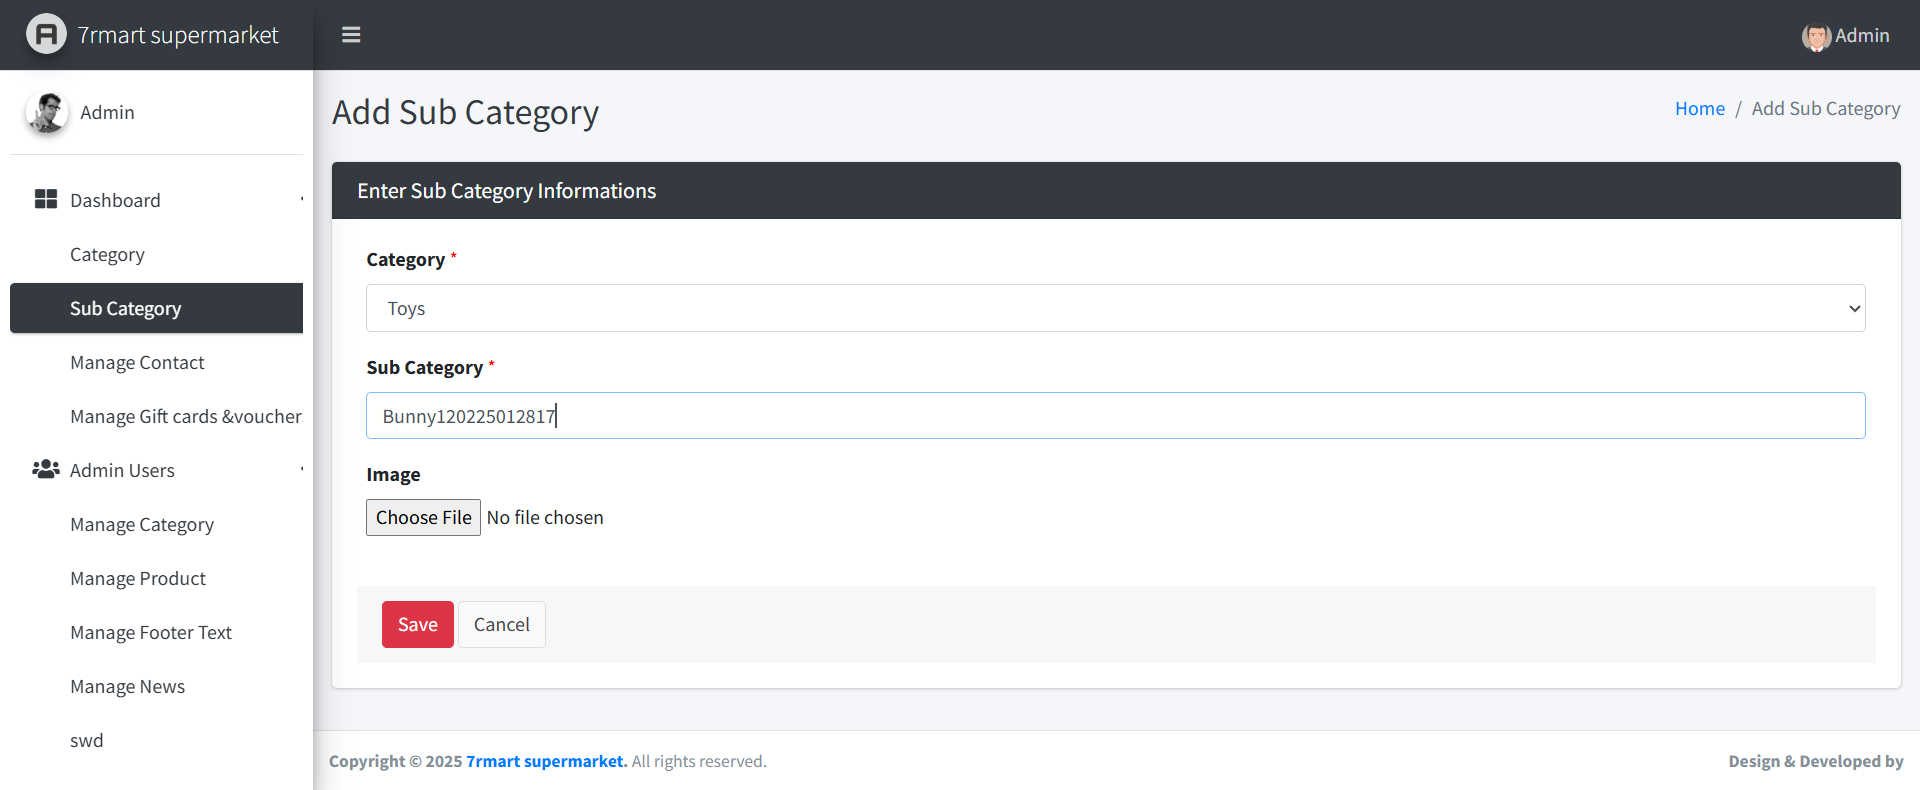 7rmart supermarket
Admin
Admin
Dashboard
Category
Sub Category
Manage Contact
Manage Gift cards &voucher
Admin Users
Manage Category
Manage Product
Manage Footer Text
Manage News
swd
Add Sub Category
Home / Add Sub Category
Enter Sub Category Informations
Category *
Toys
Sub Category *
Bunny120225012817
Image
Choose File No file chosen
Save Cancel
Copyright © 2025 7rmart supermarket. All rights reserved.
Design & Developed by